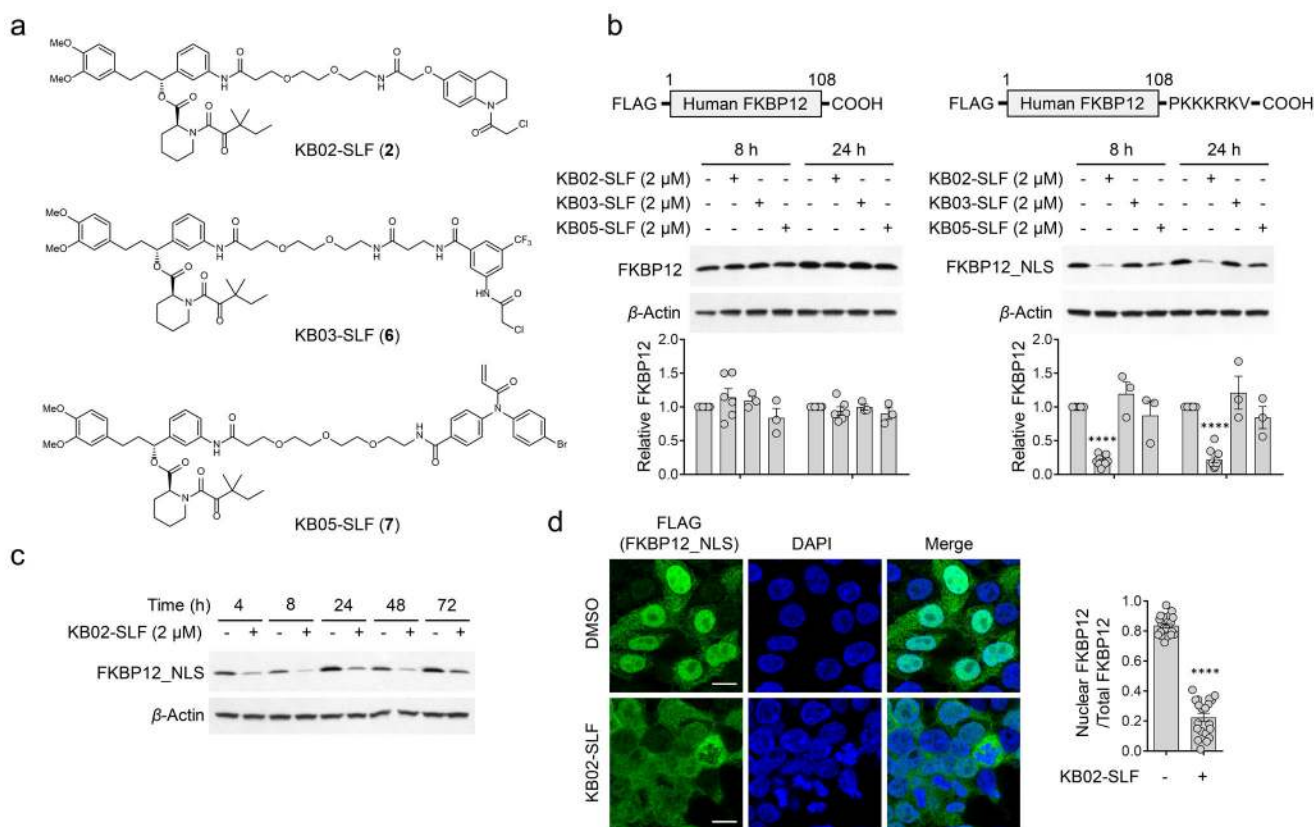 a
MeO
MeO
O
N
H
O
O
O
H
N
O
O
O
O
N
O
O
N
O
Cl
KB02-SLF (2)
MeO
MeO
O
N
H
O
O
O
H
N
O
N
H
O
CF3
O
O
N
O
O
HN
O
Cl
KB03-SLF (6)
MeO
MeO
O
N
H
O
O
O
O
H
N
O
O
N
Br
O
O
N
O
O
KB05-SLF (7)
b
1 108
FLAG Human FKBP12 COOH
8 h 24 h
KB02-SLF (2 μM) - + - - - + - -
KB03-SLF (2 μM) - - + - - - + -
KB05-SLF (2 μM) - - - + - - - +
FKBP12
β-Actin
Relative FKBP12
2.0
1.5
1.0
0.5
0.0
1 108
FLAG Human FKBP12 PKKKRKV COOH
8 h 24 h
KB02-SLF (2 μM) - + - - - + - -
KB03-SLF (2 μM) - - + - - - + -
KB05-SLF (2 μM) - - - + - - - +
FKBP12_NLS
β-Actin
Relative FKBP12
2.0
1.5
1.0
0.5
0.0
**** ****
c
Time (h) 4 8 24 48 72
KB02-SLF (2 μM) - + - + - + - + - +
FKBP12_NLS
β-Actin
d
FLAG
(FKBP12_NLS) DAPI Merge
DMSO
KB02-SLF
Nuclear FKBP12
/Total FKBP12
1.0
0.8
0.6
0.4
0.2
0.0
****
KB02-SLF - +